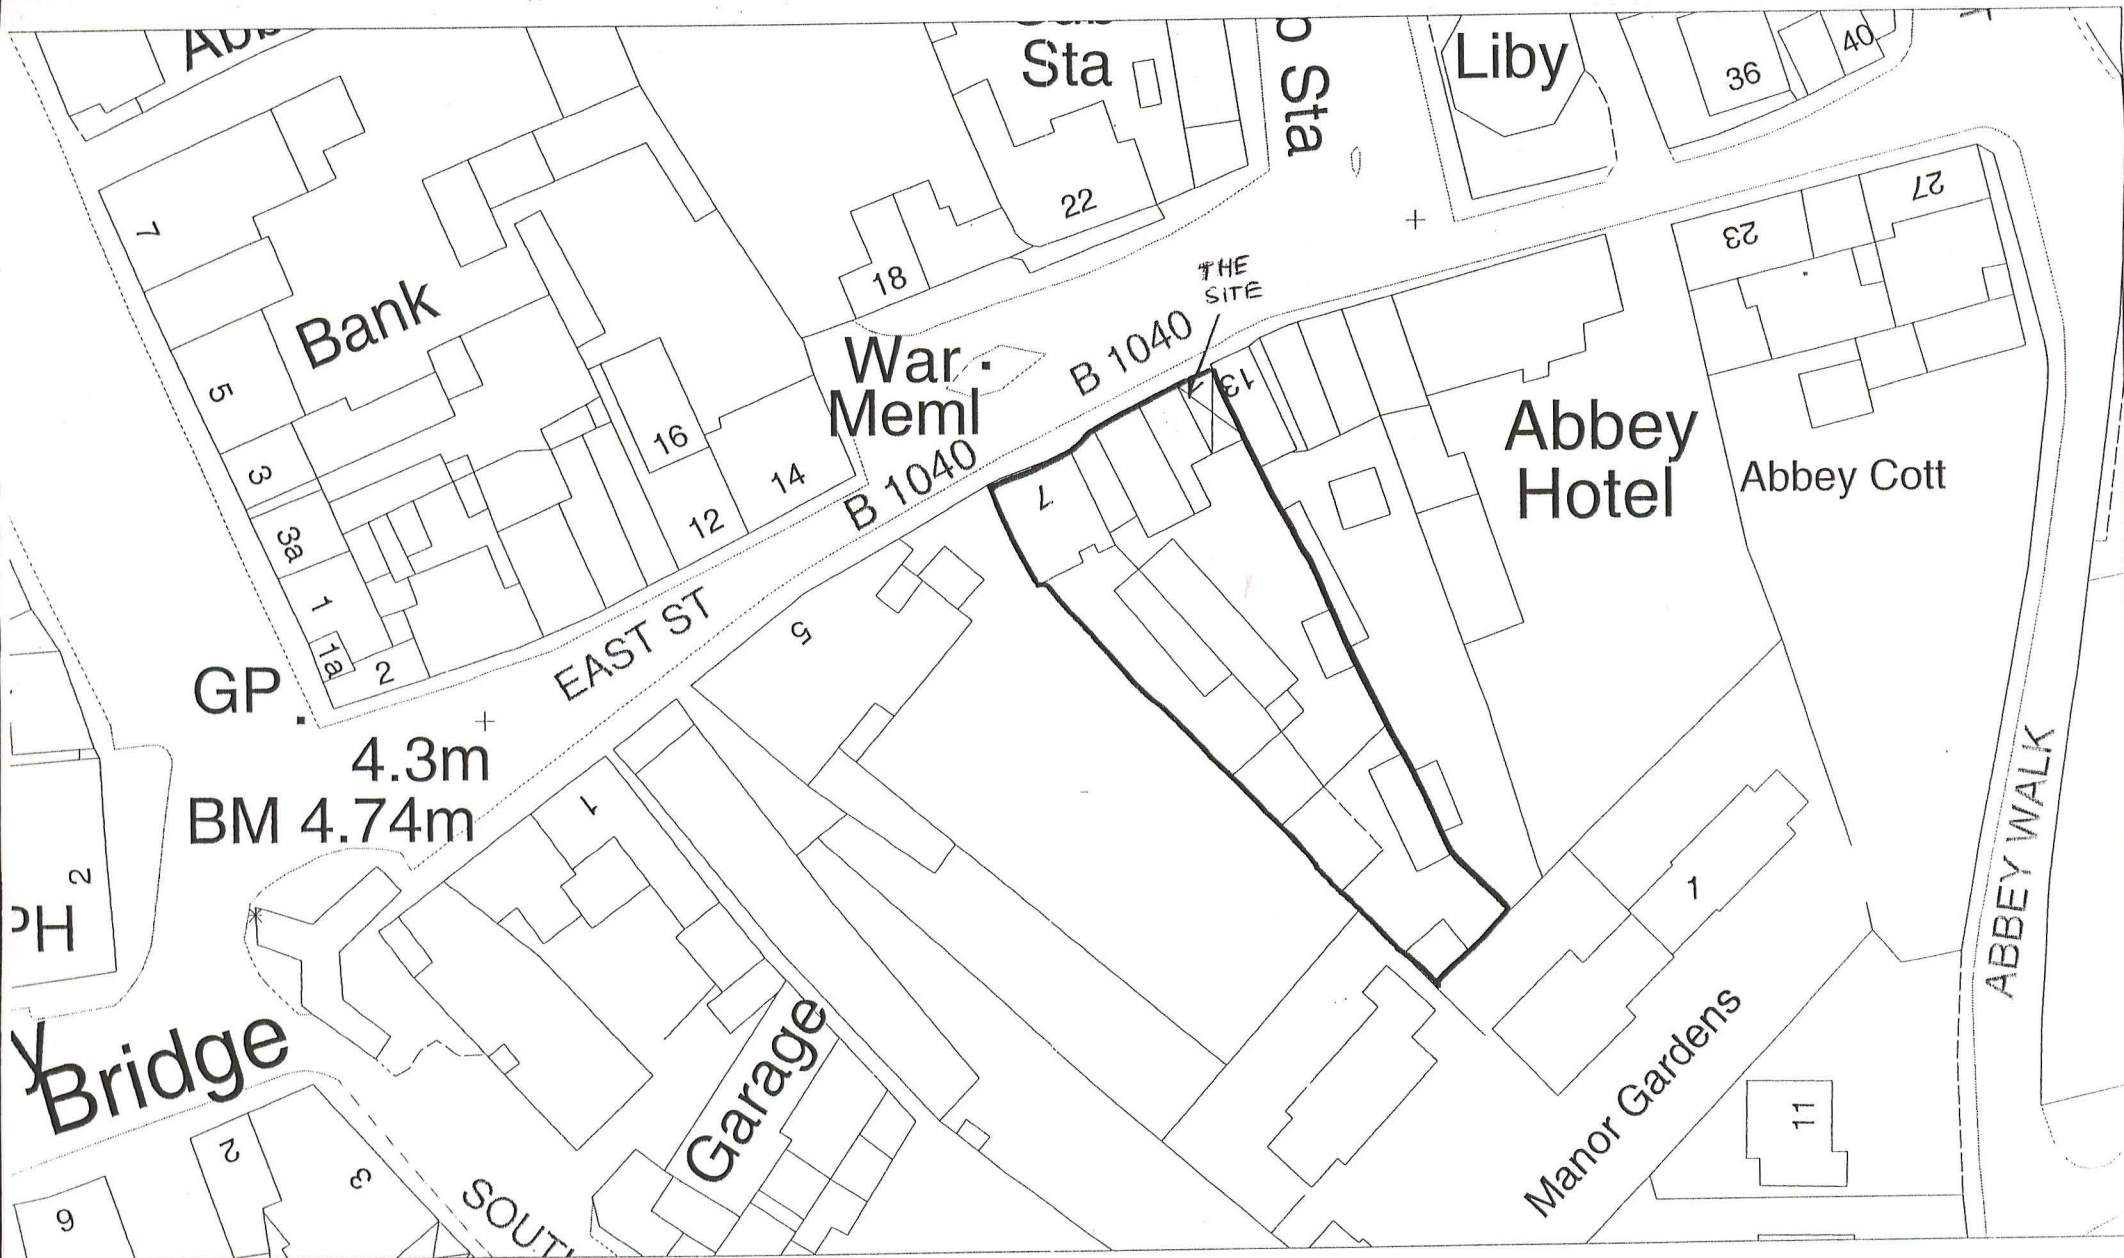 Sta
Sta
Liby
36
40
7
22
18
THE
SITE
23
27
Bank
B 1040
War
Meml
5
13
16
14
Abbey
Hotel
Abbey Cott
3
B 1040
7
12
3a
1
1a
2
EAST ST
5
GP
4.3m
BM 4.74m
1
2
PH
1
ABBEY WALK
Bridge
Garage
Manor Gardens
11
2
3
9